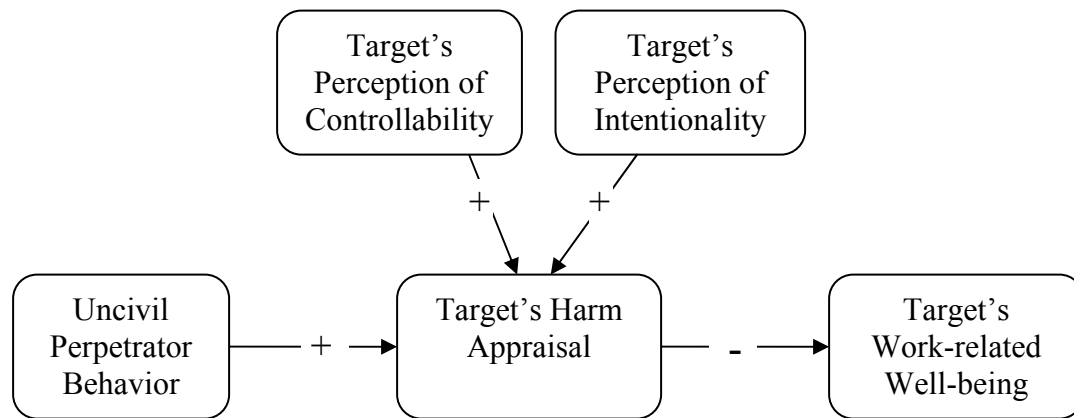 Target’s
Perception of
Controllability
Target’s
Perception of
Intentionality
+
+
Uncivil
Perpetrator
Behavior
+
Target’s Harm
Appraisal
-
Target’s
Work-related
Well-being